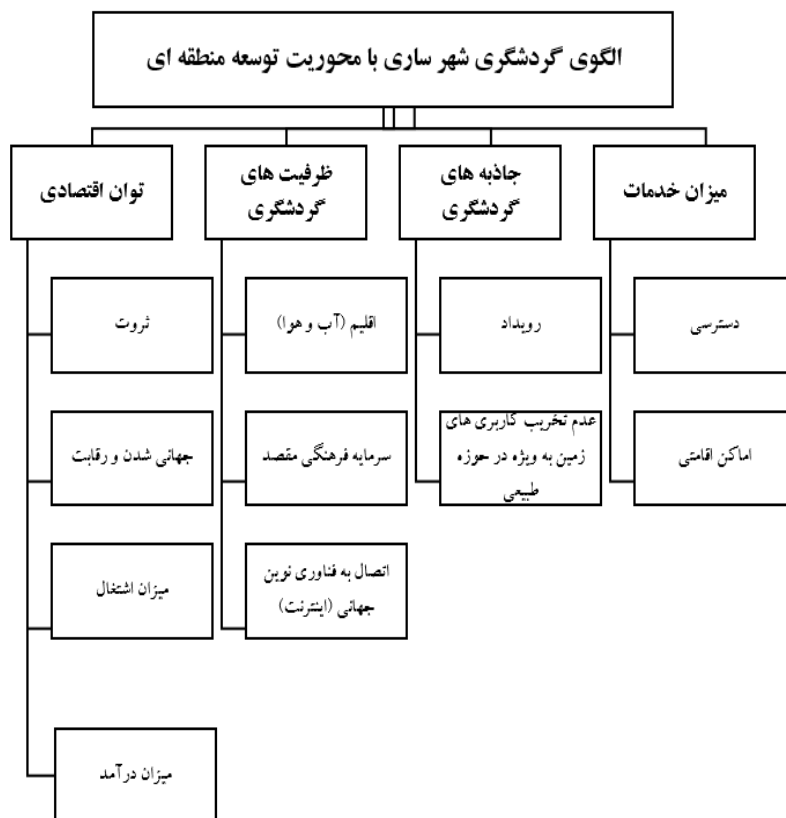 الگوی گردشگری شهر ساری با محوریت توسعه منطقه ای
میزان خدمات
جاذبه های
گردشگری
ظرفیت های
گردشگری
توان اقتصادی
دسترسی
رویداد
اقلیم (آب و هوا)
ثروت
اماکن اقامتی
عدم تخریب کاربری های
زمین به ویژه در حوزه
طبیعی
سرمایه فرهنگی مقصد
جهانی شدن و رقابت
اتصال به فناوری نوین
جهانی (اینترنت)
میزان اشتغال
میزان درآمد